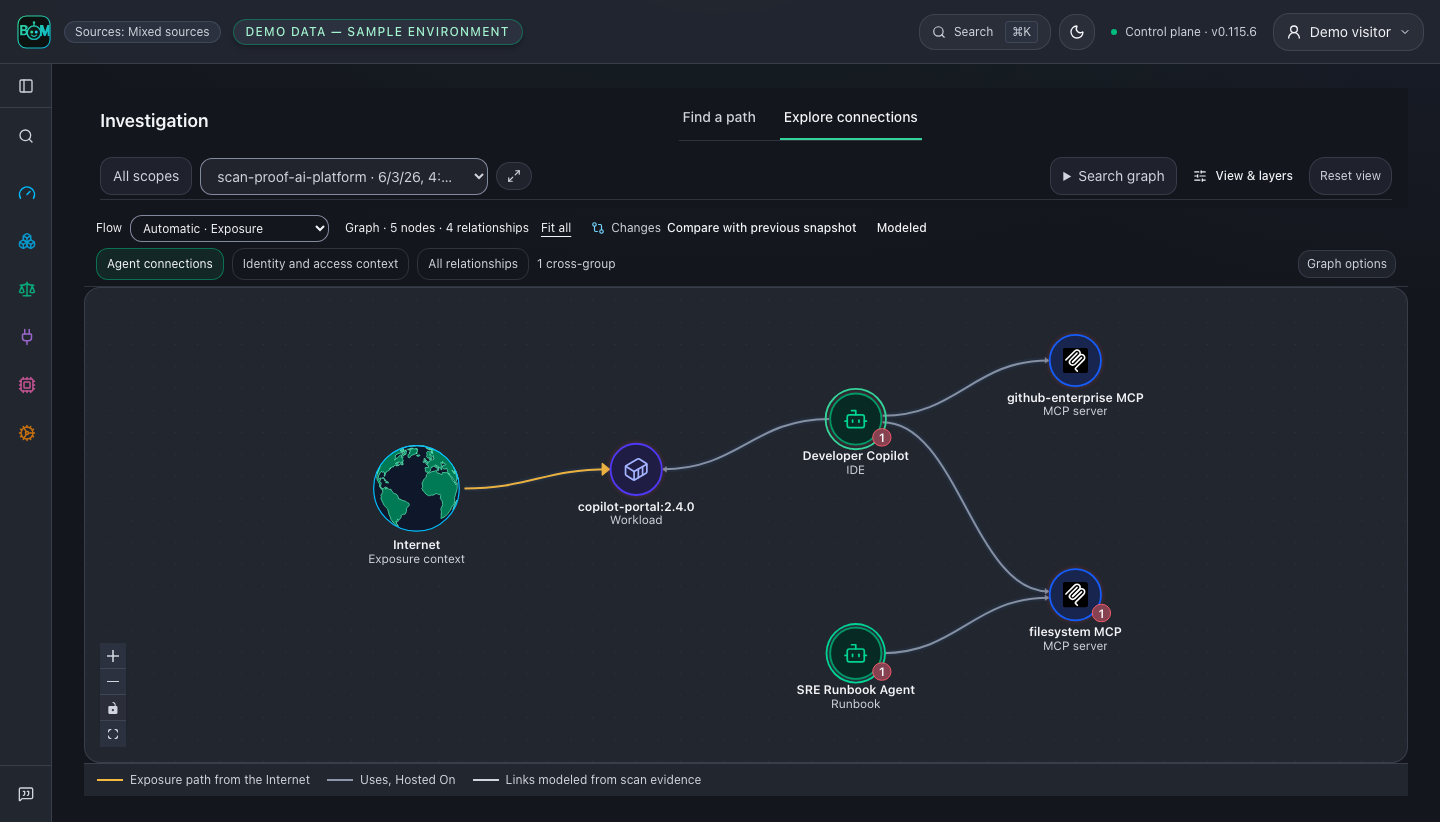 BOM
Sources: Mixed sources
DEMO DATA — SAMPLE ENVIRONMENT
Search ⌘K
Control plane · v0.115.6
Demo visitor
Investigation
Find a path
Explore connections
All scopes
scan-proof-ai-platform · 6/3/26, 4:...
Search graph
View & layers
Reset view
Flow
Automatic · Exposure
Graph · 5 nodes · 4 relationships
Fit all
Changes
Compare with previous snapshot
Modeled
Agent connections
Identity and access context
All relationships
1 cross-group
Graph options
github-enterprise MCP
MCP server
1
Developer Copilot
IDE
copilot-portal:2.4.0
Workload
Internet
Exposure context
1
filesystem MCP
MCP server
1
SRE Runbook Agent
Runbook
Exposure path from the Internet
Uses, Hosted On
Links modeled from scan evidence